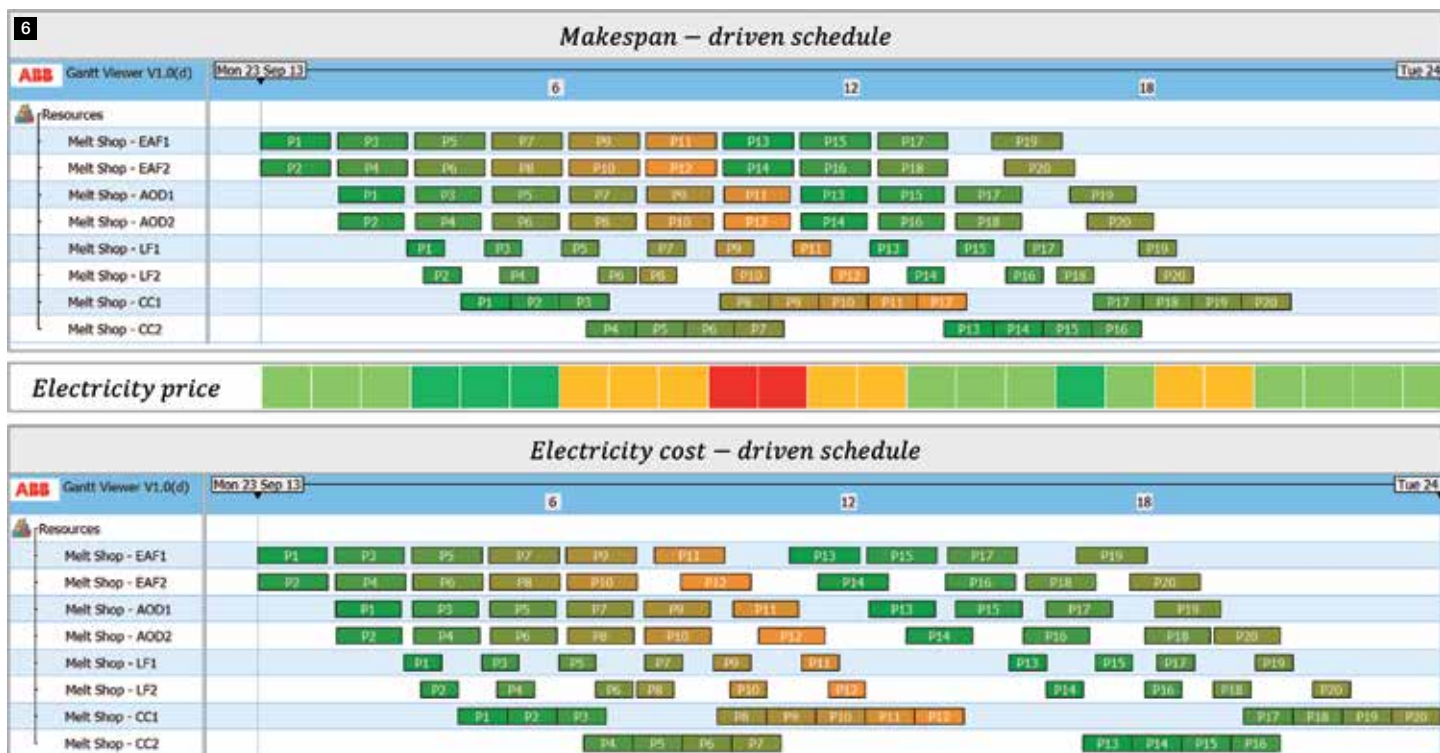 6
Makespan – driven schedule
ABB Gantt Viewer V1.0(d) Mon 23 Sep 13 Tue 24
6 12 18
Resources
Melt Shop - EAF1 P1 P3 P5 P7 P9 P11 P13 P15 P17 P19
Melt Shop - EAF2 P2 P4 P6 P8 P10 P12 P14 P16 P18 P20
Melt Shop - AOD1 P1 P3 P5 P7 P9 P11 P13 P15 P17 P19
Melt Shop - AOD2 P2 P4 P6 P8 P10 P12 P14 P16 P18 P20
Melt Shop - LF1 P1 P3 P5 P7 P9 P11 P13 P15 P17 P19
Melt Shop - LF2 P2 P4 P6 P8 P10 P12 P14 P16 P18 P20
Melt Shop - CC1 P1 P2 P3 P8 P9 P10 P11 P12 P17 P18 P19 P20
Melt Shop - CC2 P4 P5 P6 P7 P13 P14 P15 P16
Electricity price
Electricity cost – driven schedule
ABB Gantt Viewer V1.0(d) Mon 23 Sep 13 Tue 24
6 12 18
Resources
Melt Shop - EAF1 P1 P3 P5 P7 P9 P11 P13 P15 P17 P19
Melt Shop - EAF2 P2 P4 P6 P8 P10 P12 P14 P16 P18 P20
Melt Shop - AOD1 P1 P3 P5 P7 P9 P11 P13 P15 P17 P19
Melt Shop - AOD2 P2 P4 P6 P8 P10 P12 P14 P16 P18 P20
Melt Shop - LF1 P1 P3 P5 P7 P9 P11 P13 P15 P17 P19
Melt Shop - LF2 P2 P4 P6 P8 P10 P12 P14 P16 P18 P20
Melt Shop - CC1 P1 P2 P3 P8 P9 P10 P11 P12 P17 P18 P19 P20
Melt Shop - CC2 P4 P5 P6 P7 P13 P14 P15 P16